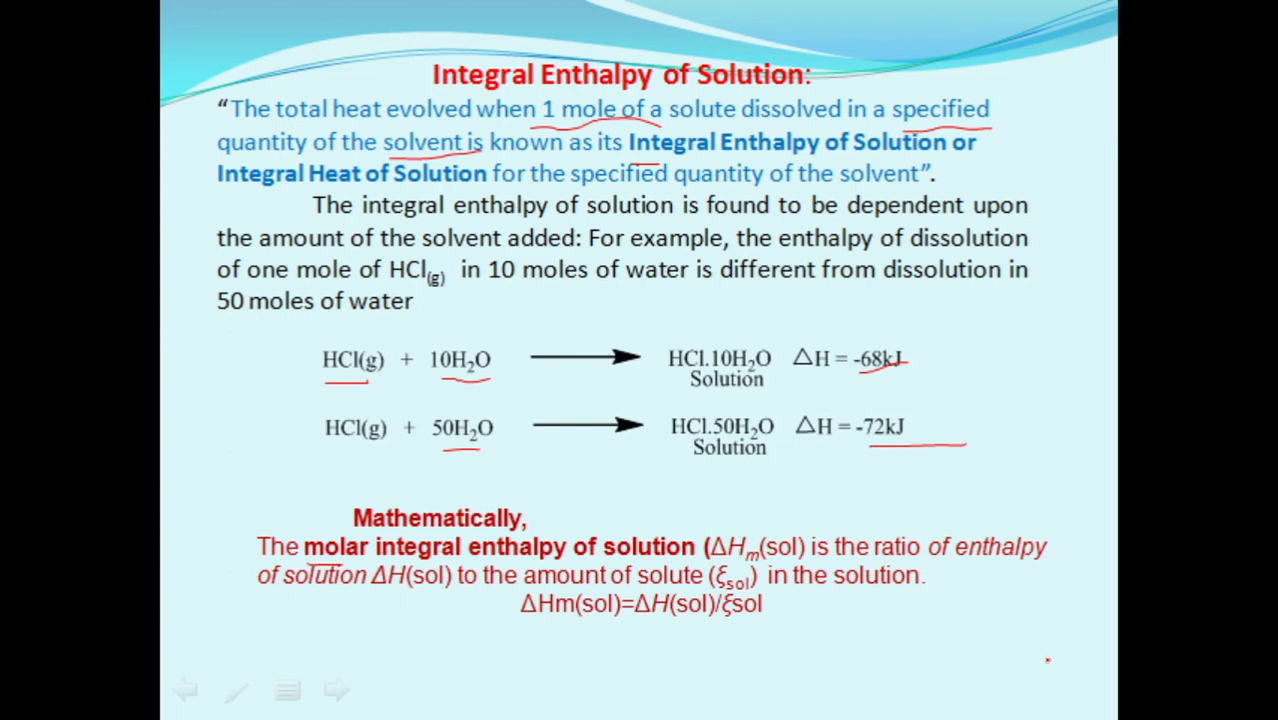 Integral Enthalpy of Solution:
“The total heat evolved when 1 mole of a solute dissolved in a specified
quantity of the solvent is known as its Integral Enthalpy of Solution or
Integral Heat of Solution for the specified quantity of the solvent”.
The integral enthalpy of solution is found to be dependent upon
the amount of the solvent added: For example, the enthalpy of dissolution
of one mole of HCl(g) in 10 moles of water is different from dissolution in
50 moles of water
HCl(g) + 10H₂O → HCl.10H₂O △H = -68kJ
Solution
HCl(g) + 50H₂O → HCl.50H₂O △H = -72kJ
Solution
Mathematically,
The molar integral enthalpy of solution (ΔHm(sol) is the ratio of enthalpy
of solution ΔH(sol) to the amount of solute (ξsol) in the solution.
ΔHm(sol)=ΔH(sol)/ξsol